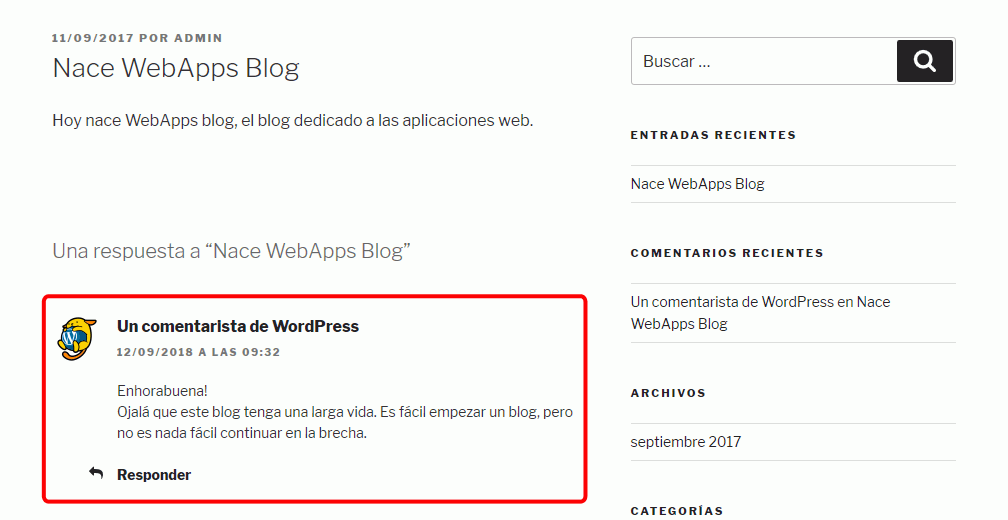 11/09/2017 POR ADMIN
Nace WebApps Blog
Hoy nace WebApps blog, el blog dedicado a las aplicaciones web.
Una respuesta a “Nace WebApps Blog”
Un comentarista de WordPress
12/09/2018 A LAS 09:32
Enhorabuena!
Ojalá que este blog tenga una larga vida. Es fácil empezar un blog, pero
no es nada fácil continuar en la brecha.
Responder
Buscar …
ENTRADAS RECIENTES
Nace WebApps Blog
COMENTARIOS RECIENTES
Un comentarista de WordPress en Nace
WebApps Blog
ARCHIVOS
septiembre 2017
CATEGORÍAS